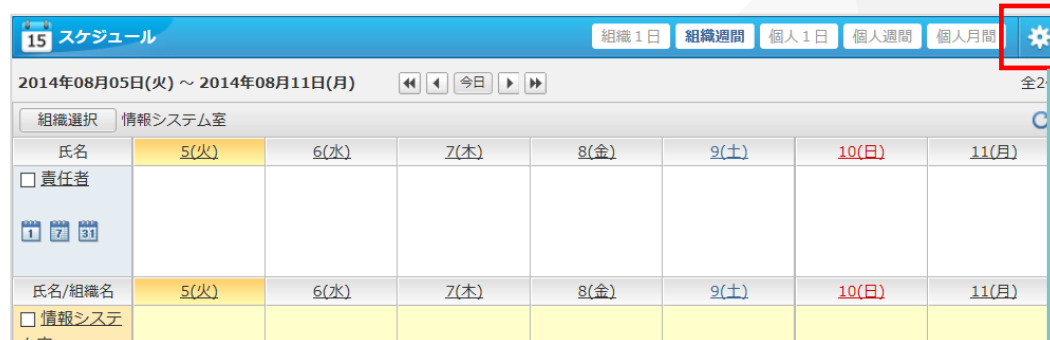 15 スケジュール 組織1日 組織週間 個人1日 個人週間 個人月間
2014年08月05日(火) ～ 2014年08月11日(月) 今日 全2
組織選択 情報システム室
氏名 5(火) 6(水) 7(木) 8(金) 9(土) 10(日) 11(月)
責任者
1 7 31
氏名/組織名 5(火) 6(水) 7(木) 8(金) 9(土) 10(日) 11(月)
情報システ